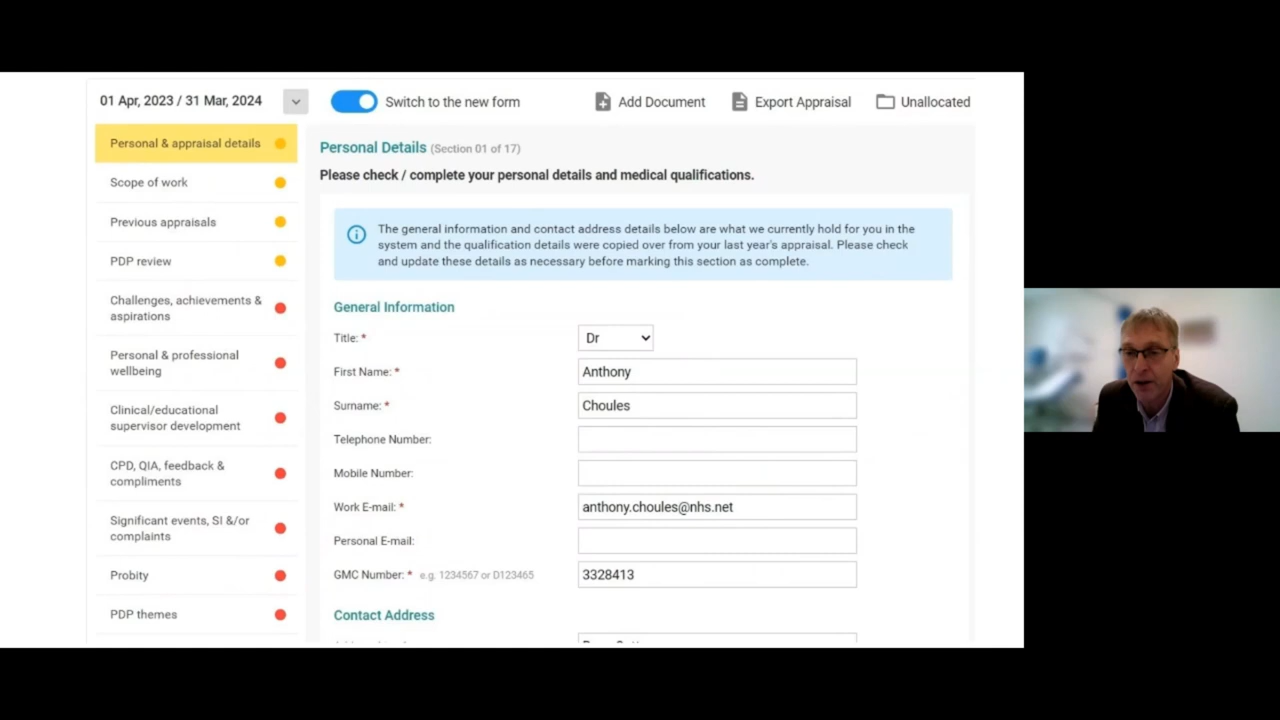 01 Apr, 2023 / 31 Mar, 2024
Switch to the new form
Add Document
Export Appraisal
Unallocated
Personal & appraisal details
Scope of work
Previous appraisals
PDP review
Challenges, achievements &
aspirations
Personal & professional
wellbeing
Clinical/educational
supervisor development
CPD, QIA, feedback &
compliments
Significant events, SI &/or
complaints
Probity
PDP themes
Personal Details (Section 01 of 17)
Please check / complete your personal details and medical qualifications.
The general information and contact address details below are what we currently hold for you in the
system and the qualification details were copied over from your last year's appraisal. Please check
and update these details as necessary before marking this section as complete.
General Information
Title: * Dr
First Name: * Anthony
Surname: * Choules
Telephone Number:
Mobile Number:
Work E-mail: * anthony.choules@nhs.net
Personal E-mail:
GMC Number: * e.g. 1234567 or D123465 3328413
Contact Address